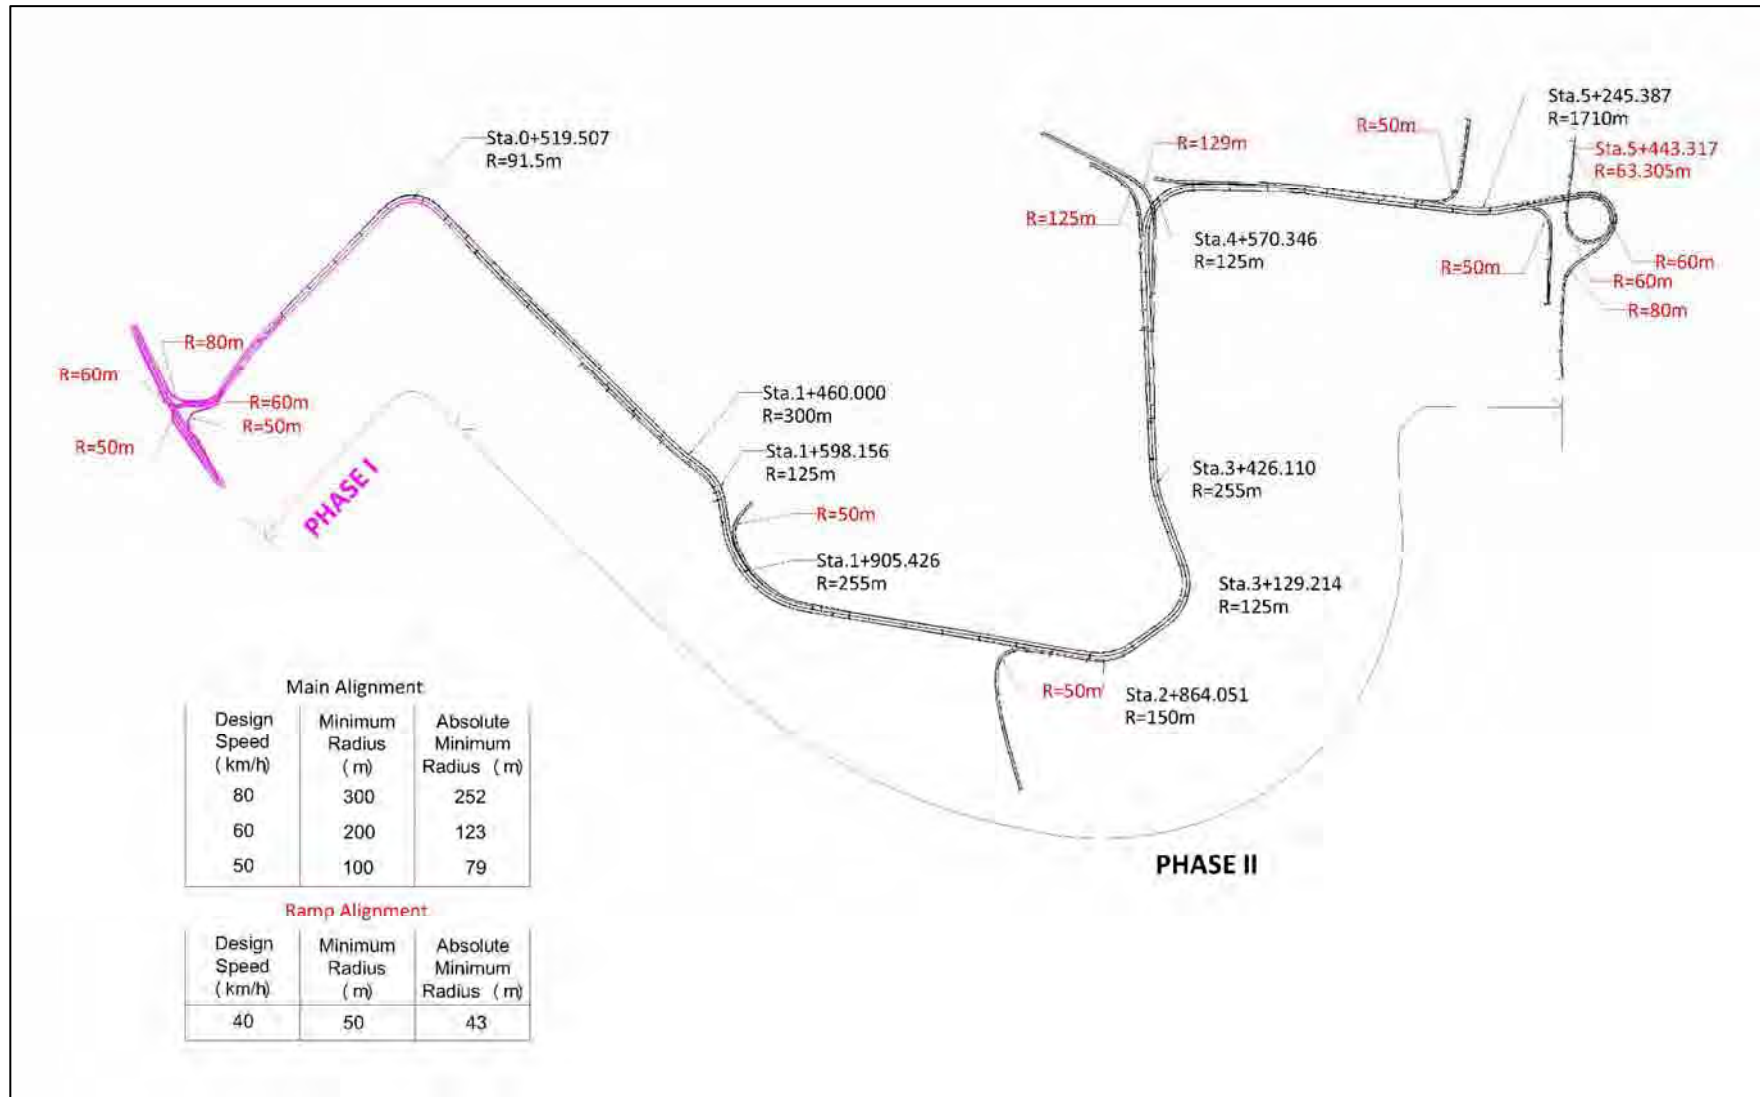 Sta.0+519.507
R=91.5m
Sta.5+245.387
R=1710m
R=50m
R=129m
Sta.5+443.317
R=63.305m
R=125m
Sta.4+570.346
R=125m
R=50m
R=60m
R=60m
R=80m
R=80m
R=60m
R=60m
R=50m
R=50m
PHASE I
Sta.1+460.000
R=300m
Sta.1+598.156
R=125m
R=50m
Sta.1+905.426
R=255m
Sta.3+426.110
R=255m
Sta.3+129.214
R=125m
R=50m
Sta.2+864.051
R=150m
PHASE II
Main Alignment
Design Speed (km/h) Minimum Radius (m) Absolute Minimum Radius (m)
80 300 252
60 200 123
50 100 79
Ramp Alignment
Design Speed (km/h) Minimum Radius (m) Absolute Minimum Radius (m)
40 50 43